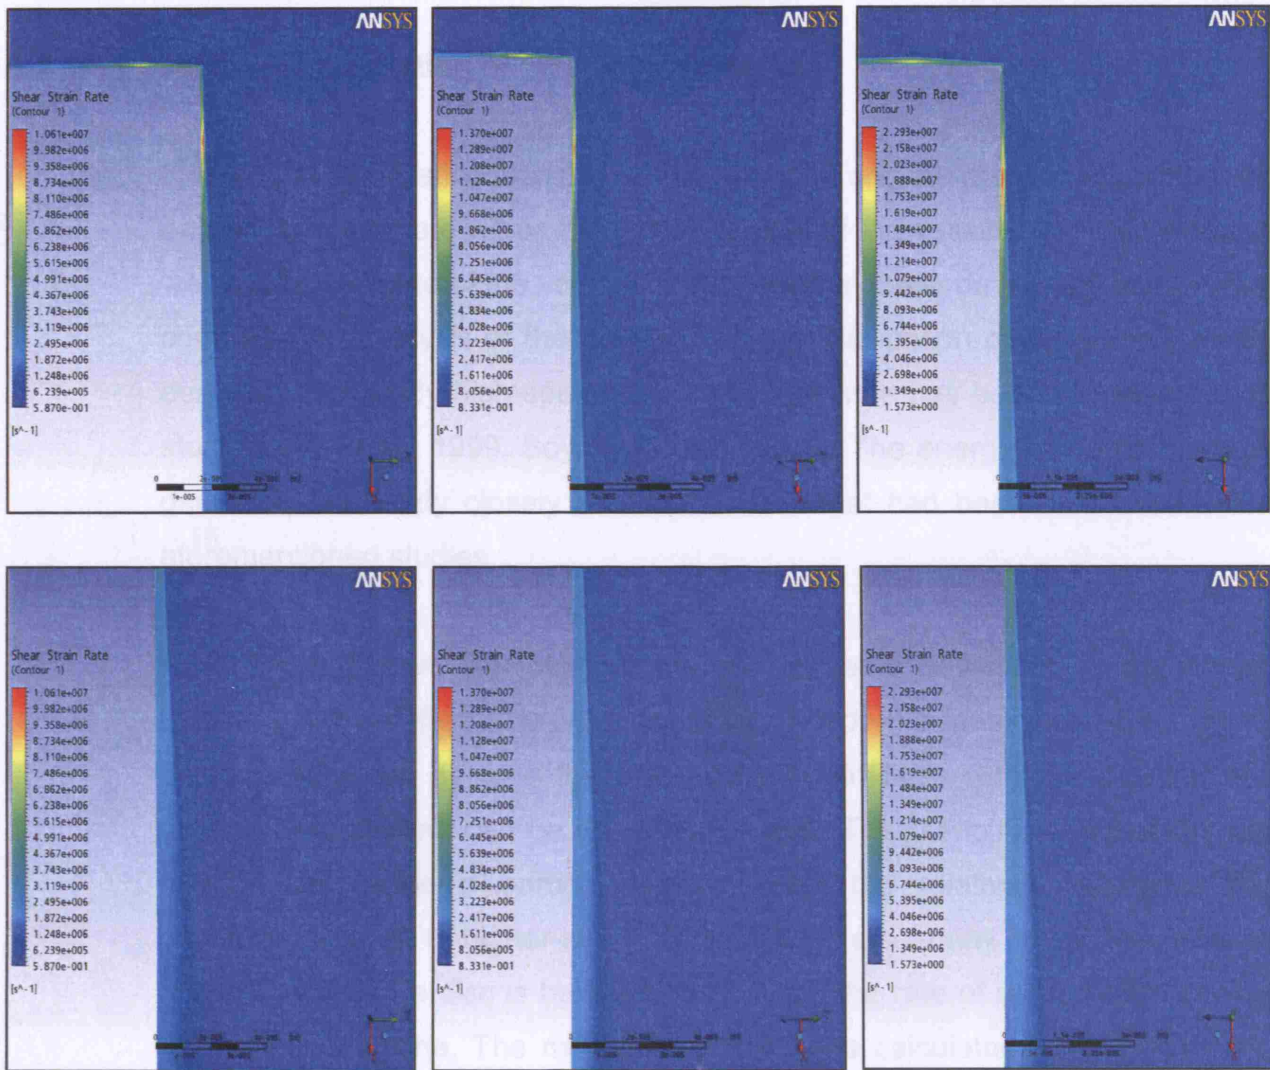 ANSYS
Shear Strain Rate
(Contour 1)
1.061e+007
9.982e+006
9.358e+006
8.734e+006
8.110e+006
7.486e+006
6.862e+006
6.238e+006
5.615e+006
4.991e+006
4.367e+006
3.743e+006
3.119e+006
2.495e+006
1.872e+006
1.248e+006
6.239e+005
5.870e-001
[s^-1]
ANSYS
Shear Strain Rate
(Contour 1)
1.370e+007
1.289e+007
1.208e+007
1.128e+007
1.047e+007
9.668e+006
8.862e+006
8.056e+006
7.251e+006
6.445e+006
5.639e+006
4.834e+006
4.028e+006
3.223e+006
2.417e+006
1.611e+006
8.056e+005
8.331e-001
[s^-1]
ANSYS
Shear Strain Rate
(Contour 1)
2.293e+007
2.158e+007
2.023e+007
1.888e+007
1.753e+007
1.619e+007
1.484e+007
1.349e+007
1.214e+007
1.079e+007
9.442e+006
8.093e+006
6.744e+006
5.395e+006
4.046e+006
2.698e+006
1.349e+006
1.573e+000
[s^-1]
ANSYS
Shear Strain Rate
(Contour 1)
1.061e+007
9.982e+006
9.358e+006
8.734e+006
8.110e+006
7.486e+006
6.862e+006
6.238e+006
5.615e+006
4.991e+006
4.367e+006
3.743e+006
3.119e+006
2.495e+006
1.872e+006
1.248e+006
6.239e+005
5.870e-001
[s^-1]
ANSYS
Shear Strain Rate
(Contour 1)
1.370e+007
1.289e+007
1.208e+007
1.128e+007
1.047e+007
9.668e+006
8.862e+006
8.056e+006
7.251e+006
6.445e+006
5.639e+006
4.834e+006
4.028e+006
3.223e+006
2.417e+006
1.611e+006
8.056e+005
8.331e-001
[s^-1]
ANSYS
Shear Strain Rate
(Contour 1)
2.293e+007
2.158e+007
2.023e+007
1.888e+007
1.753e+007
1.619e+007
1.484e+007
1.349e+007
1.214e+007
1.079e+007
9.442e+006
8.093e+006
6.744e+006
5.395e+006
4.046e+006
2.698e+006
1.349e+006
1.573e+000
[s^-1]